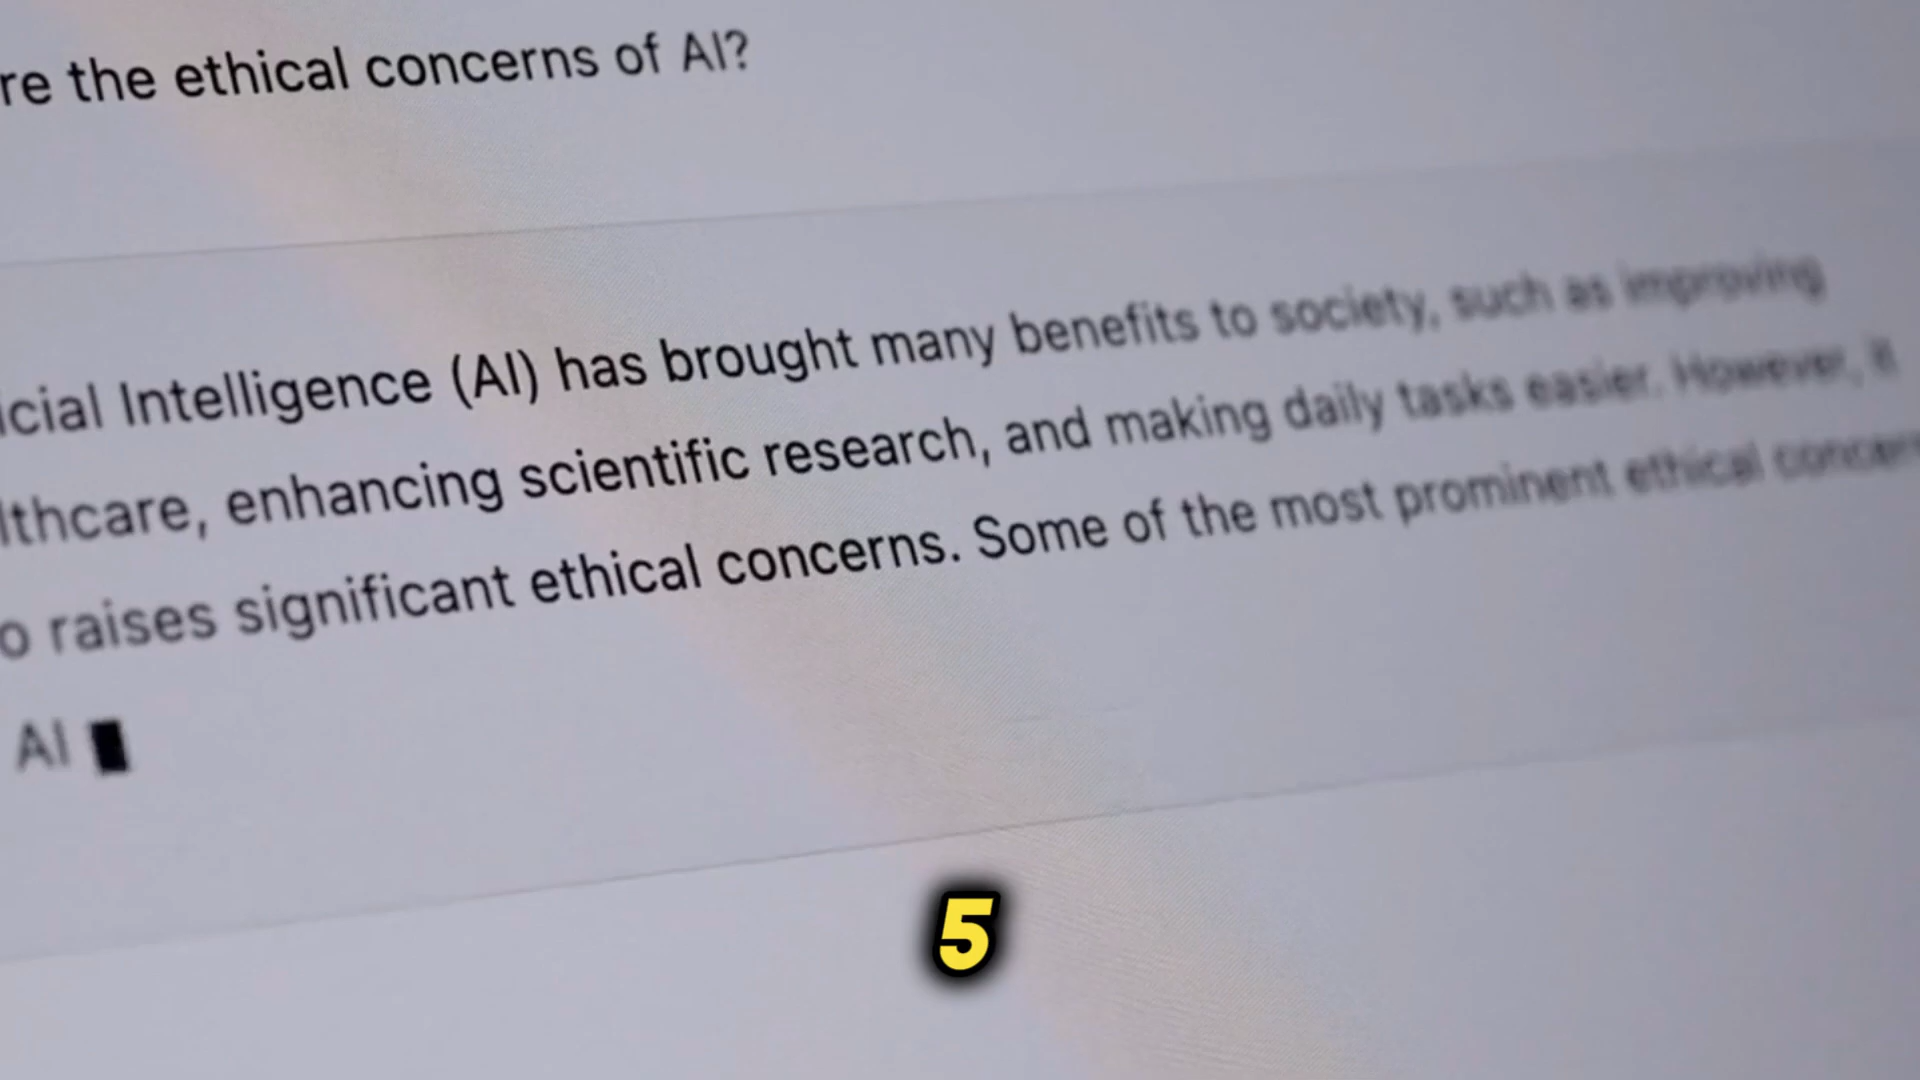 re the ethical concerns of AI?
icial Intelligence (AI) has brought many benefits to society, such as improving
lthcare, enhancing scientific research, and making daily tasks easier. However, it
o raises significant ethical concerns. Some of the most prominent ethical concern
AI
5